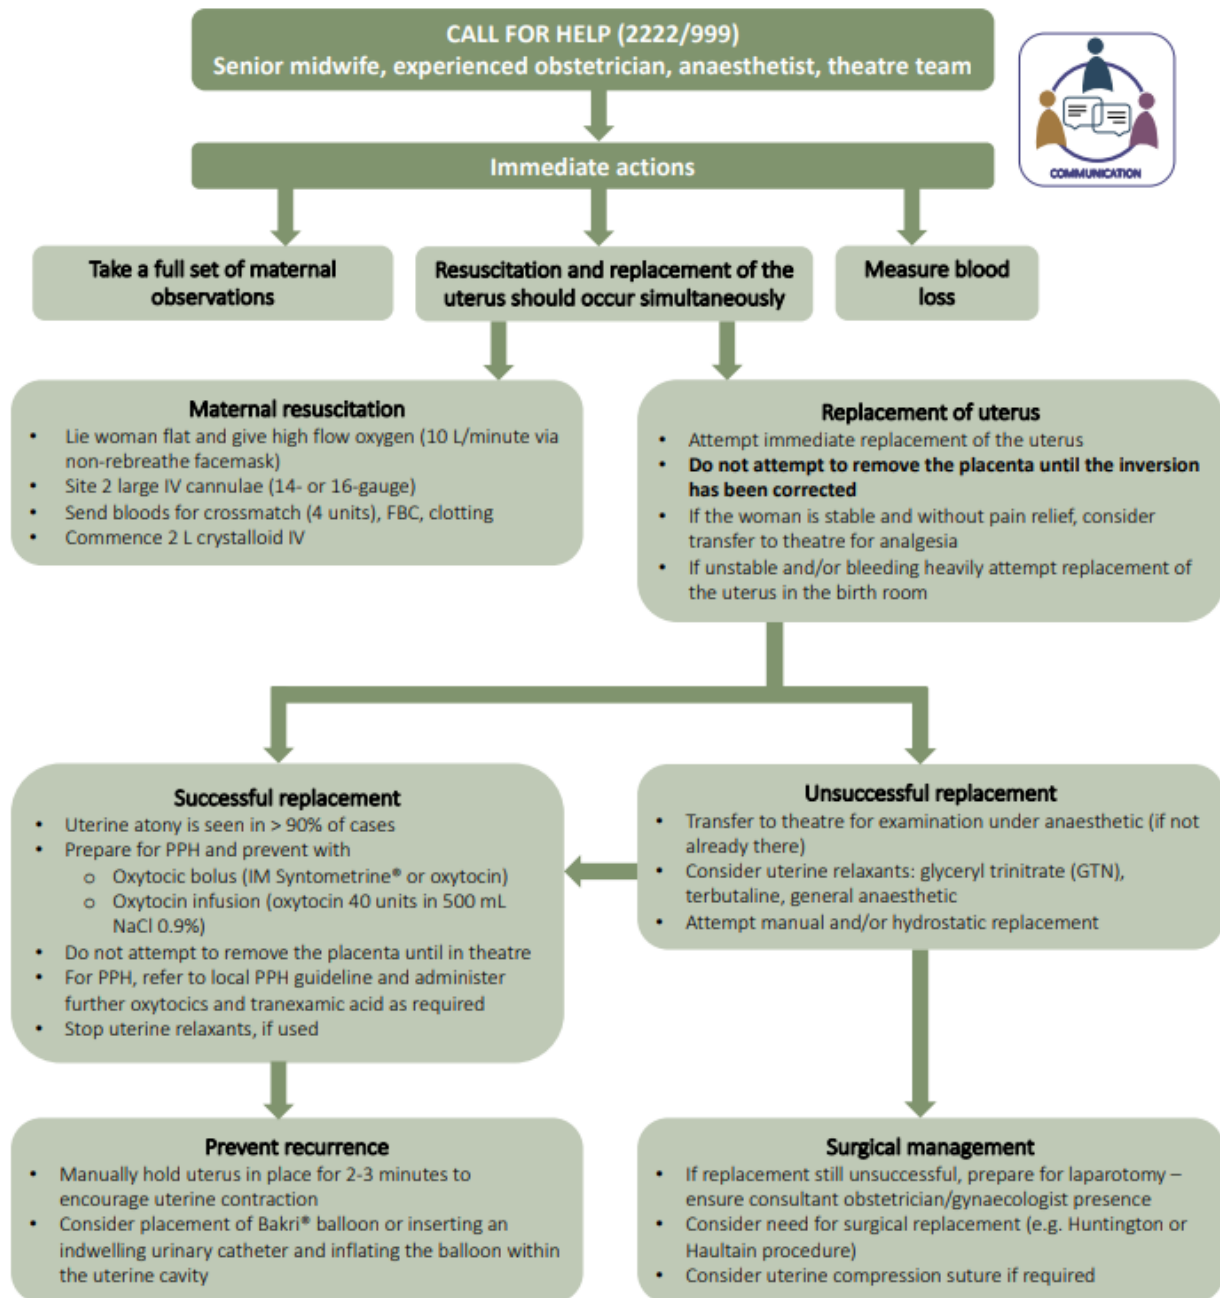 CALL FOR HELP (2222/999)
Senior midwife, experienced obstetrician, anaesthetist, theatre team
COMMUNICATION
Immediate actions
Take a full set of maternal
observations
Resuscitation and replacement of the
uterus should occur simultaneously
Measure blood
loss
Maternal resuscitation
• Lie woman flat and give high flow oxygen (10 L/minute via
non-rebreathe facemask)
• Site 2 large IV cannulae (14- or 16-gauge)
• Send bloods for crossmatch (4 units), FBC, clotting
• Commence 2 L crystalloid IV
Replacement of uterus
• Attempt immediate replacement of the uterus
• Do not attempt to remove the placenta until the inversion
has been corrected
• If the woman is stable and without pain relief, consider
transfer to theatre for analgesia
• If unstable and/or bleeding heavily attempt replacement of
the uterus in the birth room
Successful replacement
• Uterine atony is seen in > 90% of cases
• Prepare for PPH and prevent with
o Oxytocic bolus (IM Syntometrine® or oxytocin)
o Oxytocin infusion (oxytocin 40 units in 500 mL
NaCl 0.9%)
• Do not attempt to remove the placenta until in theatre
• For PPH, refer to local PPH guideline and administer
further oxytocics and tranexamic acid as required
• Stop uterine relaxants, if used
Unsuccessful replacement
• Transfer to theatre for examination under anaesthetic (if not
already there)
• Consider uterine relaxants: glyceryl trinitrate (GTN),
terbutaline, general anaesthetic
• Attempt manual and/or hydrostatic replacement
Prevent recurrence
• Manually hold uterus in place for 2-3 minutes to
encourage uterine contraction
• Consider placement of Bakri® balloon or inserting an
indwelling urinary catheter and inflating the balloon within
the uterine cavity
Surgical management
• If replacement still unsuccessful, prepare for laparotomy –
ensure consultant obstetrician/gynaecologist presence
• Consider need for surgical replacement (e.g. Huntington or
Haultain procedure)
• Consider uterine compression suture if required